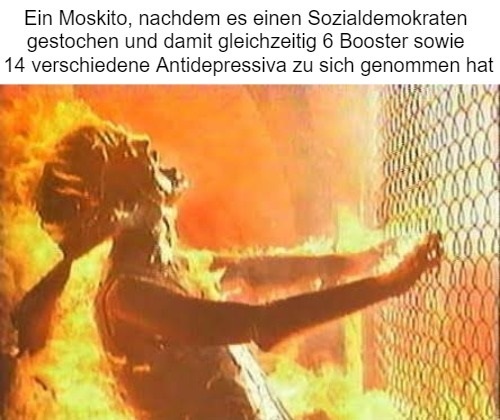 Ein Moskito, nachdem es einen Sozialdemokraten
gestochen und damit gleichzeitig 6 Booster sowie
14 verschiedene Antidepressiva zu sich genommen hat